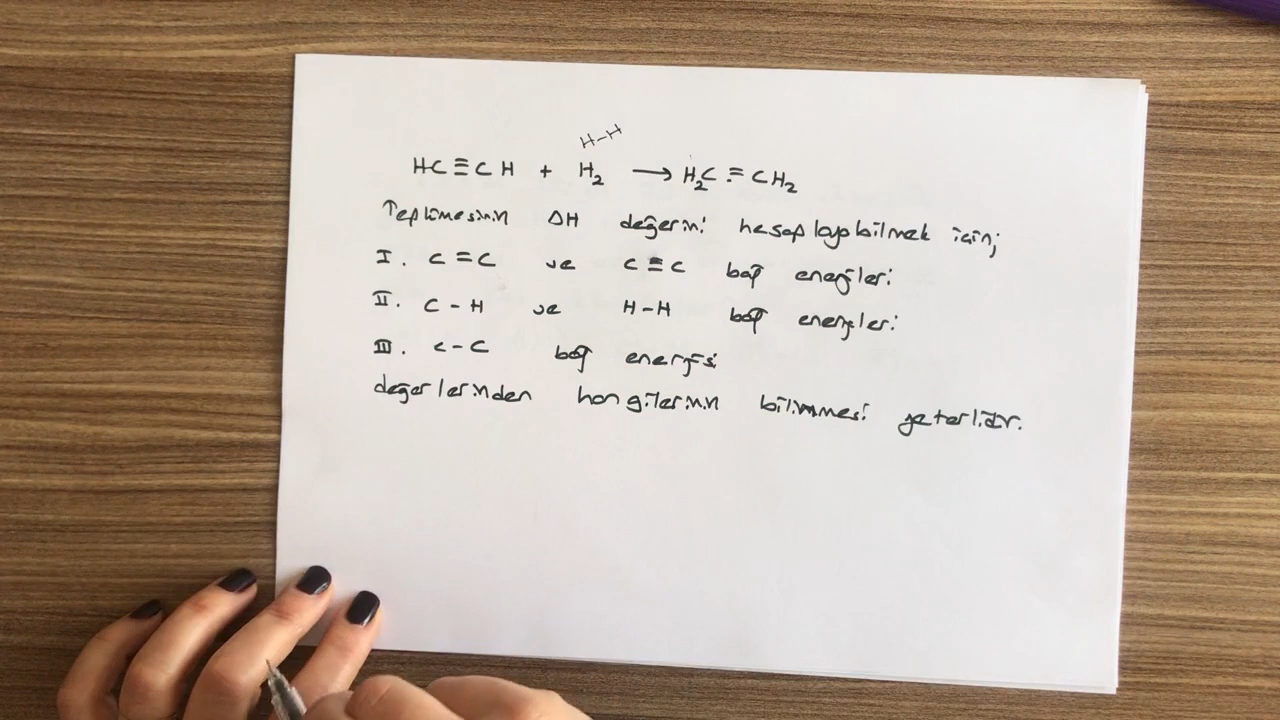 H-H
HC≡CH + H₂ → H₂C=CH₂
Tepkimesinin ΔH değerini hesaplayabilmek için;
I. C=C ve C≡C bağ enerjileri
II. C-H ve H-H bağ enerjileri
III. C-C bağ enerjisi
değerlerinden hangilerinin bilinmesi yeterlidir.